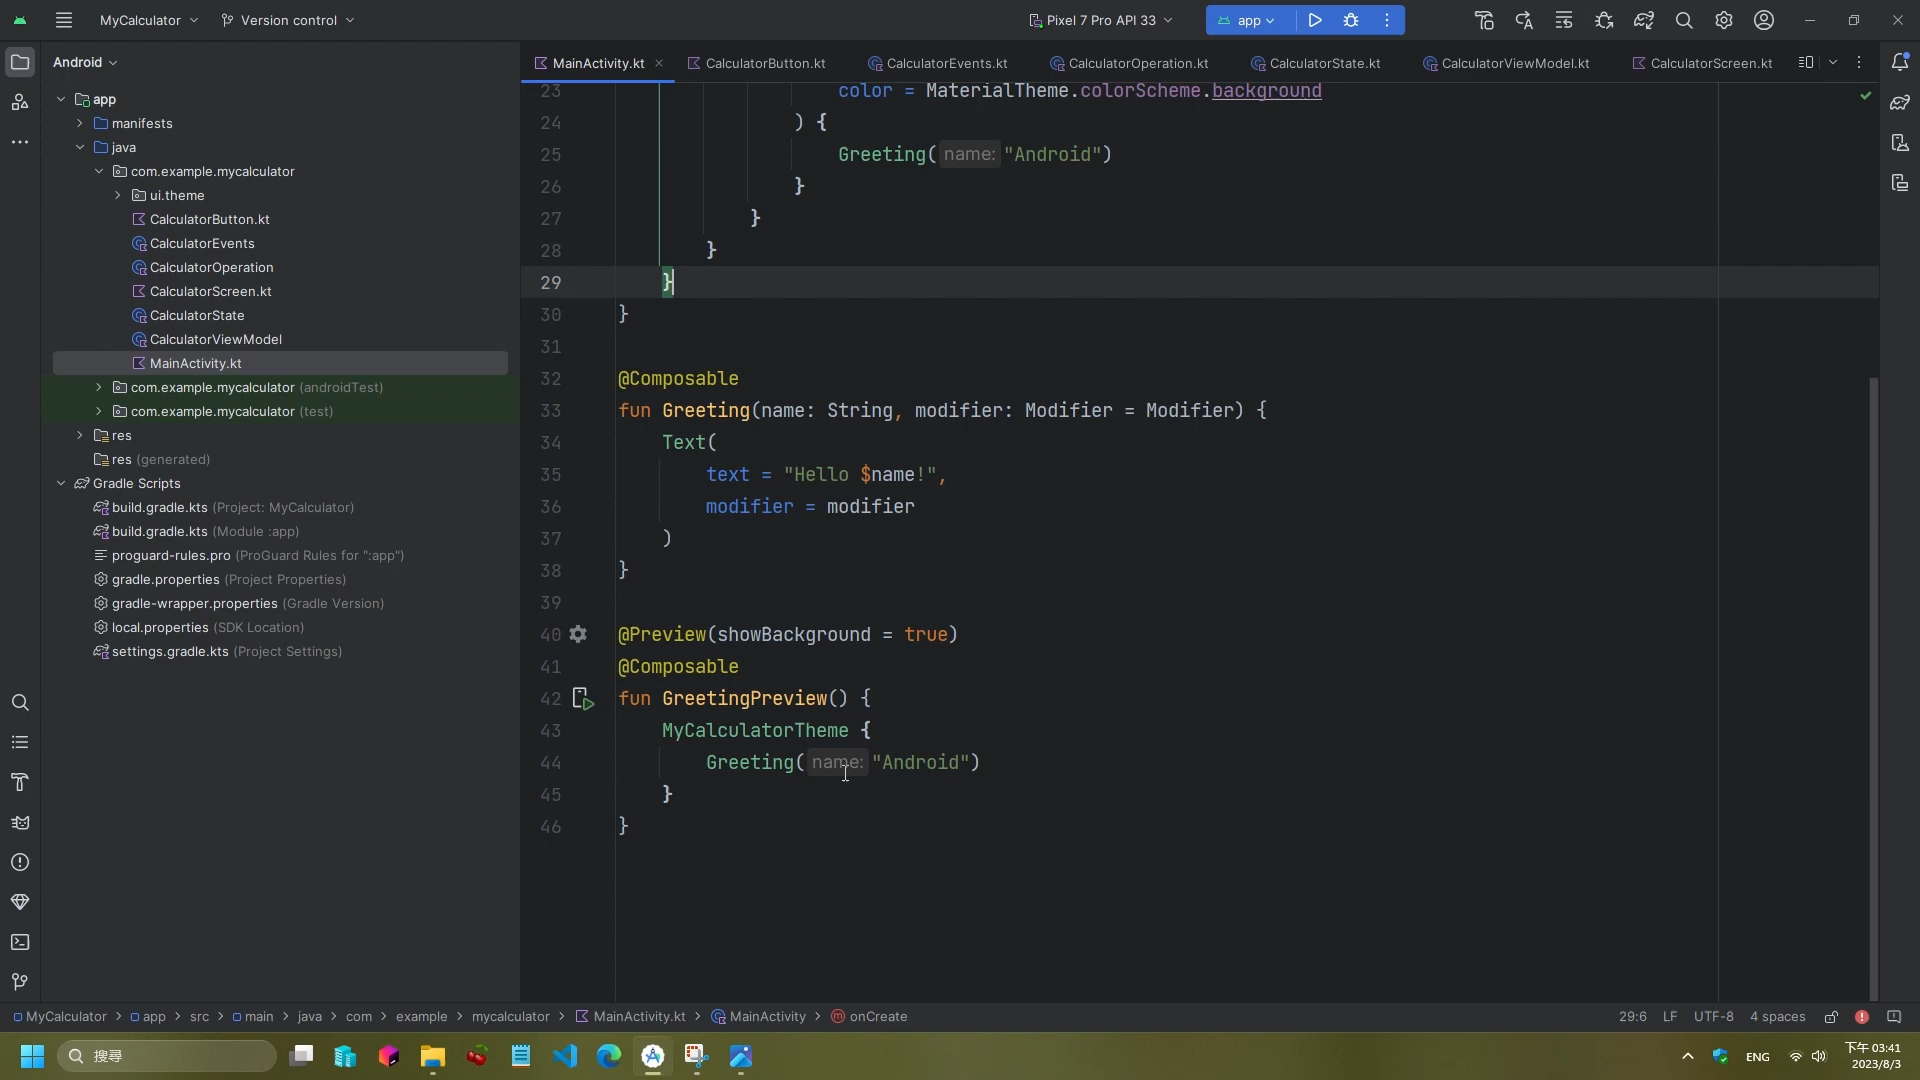 MyCalculator
Version control
Pixel 7 Pro API 33
app
Android
MainActivity.kt
CalculatorButton.kt
CalculatorEvents.kt
CalculatorOperation.kt
CalculatorState.kt
CalculatorViewModel.kt
CalculatorScreen.kt
app
manifests
java
com.example.mycalculator
ui.theme
CalculatorButton.kt
CalculatorEvents
CalculatorOperation
CalculatorScreen.kt
CalculatorState
CalculatorViewModel
MainActivity.kt
com.example.mycalculator (androidTest)
com.example.mycalculator (test)
res
res (generated)
Gradle Scripts
build.gradle.kts (Project: MyCalculator)
build.gradle.kts (Module :app)
proguard-rules.pro (ProGuard Rules for ":app")
gradle.properties (Project Properties)
gradle-wrapper.properties (Gradle Version)
local.properties (SDK Location)
settings.gradle.kts (Project Settings)
23 color = MaterialTheme.colorScheme.background
24 ) {
25 Greeting( name: "Android")
26 }
27 }
28 }
29 }
30 }
31
32 @Composable
33 fun Greeting(name: String, modifier: Modifier = Modifier) {
34 Text(
35 text = "Hello $name!",
36 modifier = modifier
37 )
38 }
39
40 @Preview(showBackground = true)
41 @Composable
42 fun GreetingPreview() {
43 MyCalculatorTheme {
44 Greeting( name: "Android")
45 }
46 }
MyCalculator > app > src > main > java > com > example > mycalculator > MainActivity.kt > MainActivity > onCreate
29:6 LF UTF-8 4 spaces
搜尋
ENG
下午 03:41
2023/8/3